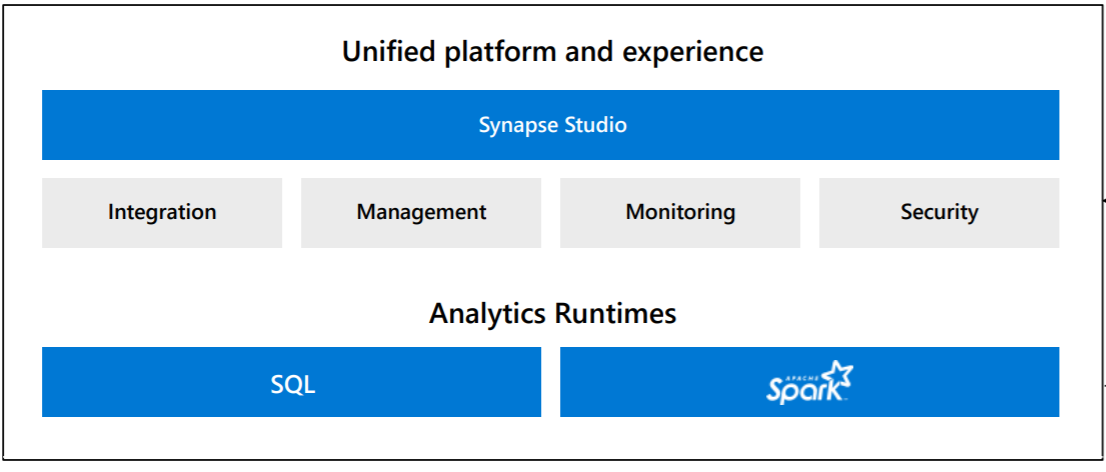 Unified platform and experience
Synapse Studio
Integration Management Monitoring Security
Analytics Runtimes
SQL
APACHE
Spark